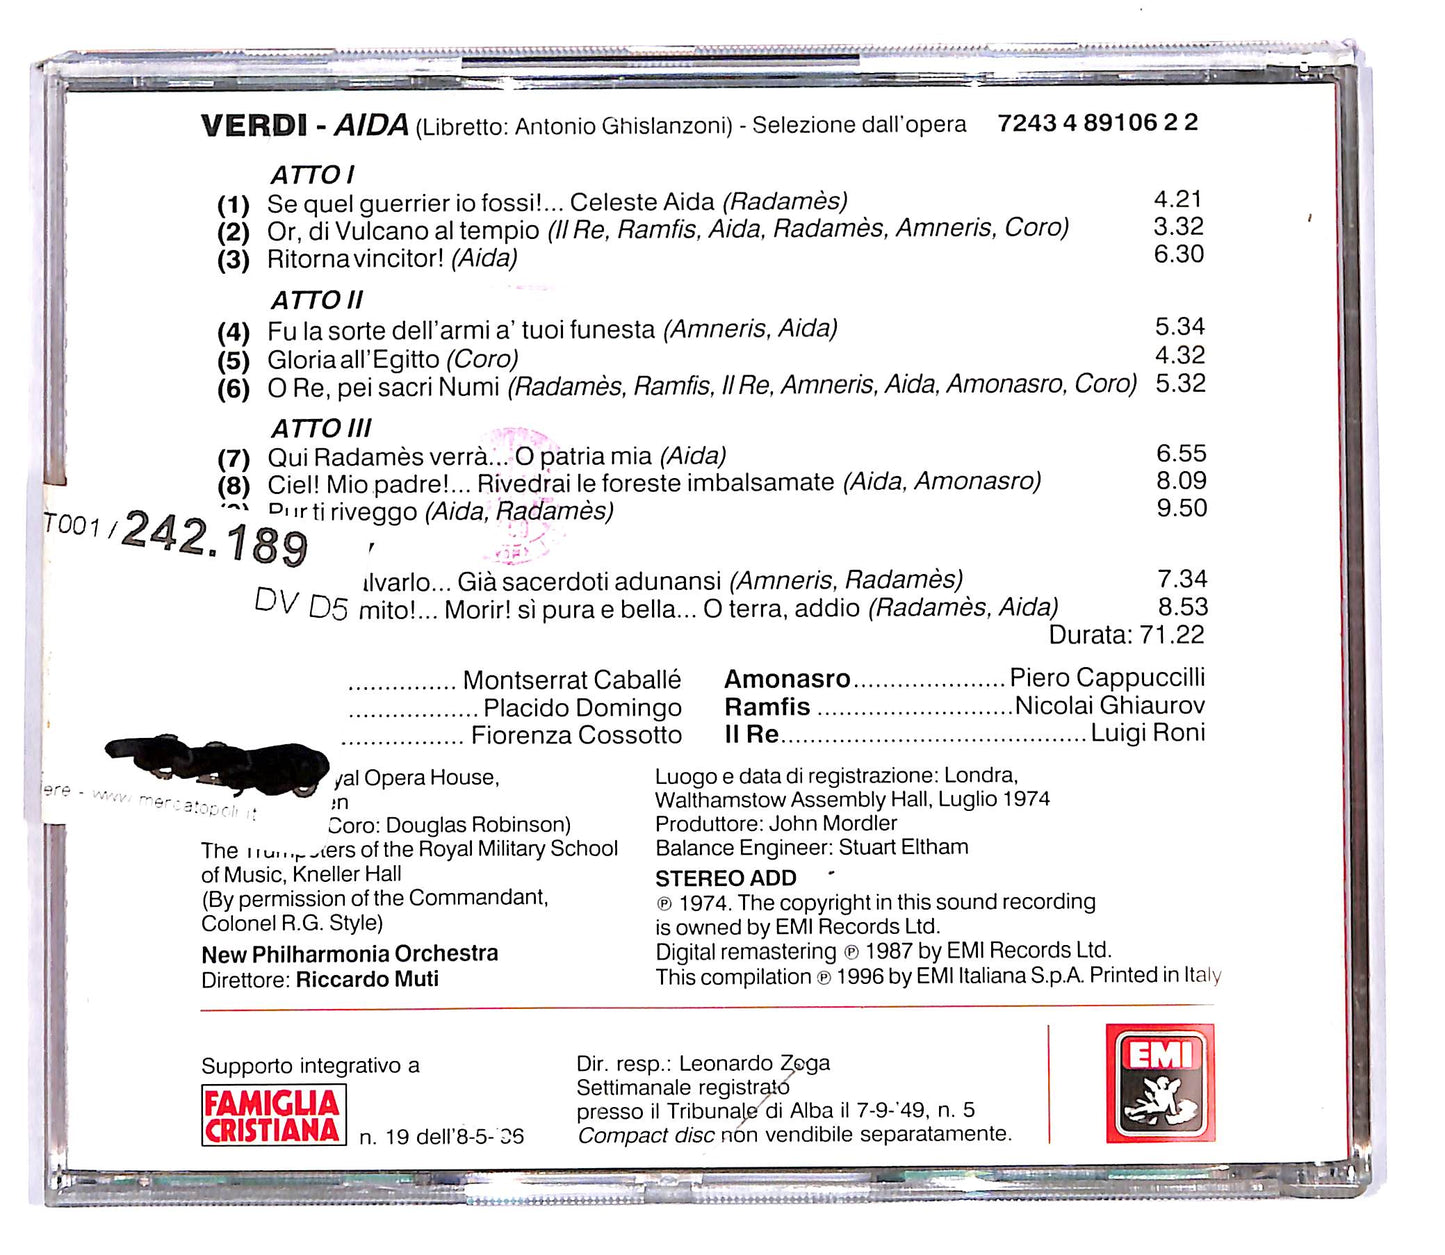 VERDI - AIDA (Libretto: Antonio Ghislanzoni) - Selezione dall'opera 7243 4 89106 2 2
ATTO I
(1) Se quel guerrier io fossi!... Celeste Aida (Radamès) 4.21
(2) Or, di Vulcano al tempio (Il Re, Ramfis, Aida, Radamès, Amneris, Coro) 3.32
(3) Ritorna vincitor! (Aida) 6.30
ATTO II
(4) Fu la sorte dell'armi a' tuoi funesta (Amneris, Aida) 5.34
(5) Gloria all'Egitto (Coro) 4.32
(6) O Re, pei sacri Numi (Radamès, Ramfis, Il Re, Amneris, Aida, Amonasro, Coro) 5.32
ATTO III
(7) Qui Radamès verrà... O patria mia (Aida) 6.55
(8) Ciel! Mio padre!... Rivedrai le foreste imbalsamate (Aida, Amonasro) 8.09
Pur ti riveggo (Aida, Radamès) 9.50
T001/242.189
lvarlo... Già sacerdoti adunansi (Amneris, Radamès) 7.34
DV D5
mito!... Morir! sì pura e bella... O terra, addio (Radamès, Aida) 8.53
Durata: 71.22
............... Montserrat Caballé
.................. Placido Domingo
................. Fiorenza Cossotto
Amonasro..................... Piero Cappuccilli
Ramfis ...........................Nicolai Ghiaurov
Il Re.......................................... Luigi Roni
yal Opera House,
en
ere - www.mercatopoli.it
Coro: Douglas Robinson)
The Trumpeters of the Royal Military School
of Music, Kneller Hall
(By permission of the Commandant,
Colonel R.G. Style)
New Philharmonia Orchestra
Direttore: Riccardo Muti
Luogo e data di registrazione: Londra,
Walthamstow Assembly Hall, Luglio 1974
Produttore: John Mordler
Balance Engineer: Stuart Eltham
STEREO ADD
℗ 1974. The copyright in this sound recording
is owned by EMI Records Ltd.
Digital remastering ℗ 1987 by EMI Records Ltd.
This compilation ℗ 1996 by EMI Italiana S.p.A. Printed in Italy
Supporto integrativo a
FAMIGLIA
CRISTIANA
n. 19 dell'8-5-'96
Dir. resp.: Leonardo Zega
Settimanale registrato
presso il Tribunale di Alba il 7-9-'49, n. 5
Compact disc non vendibile separatamente.
EMI